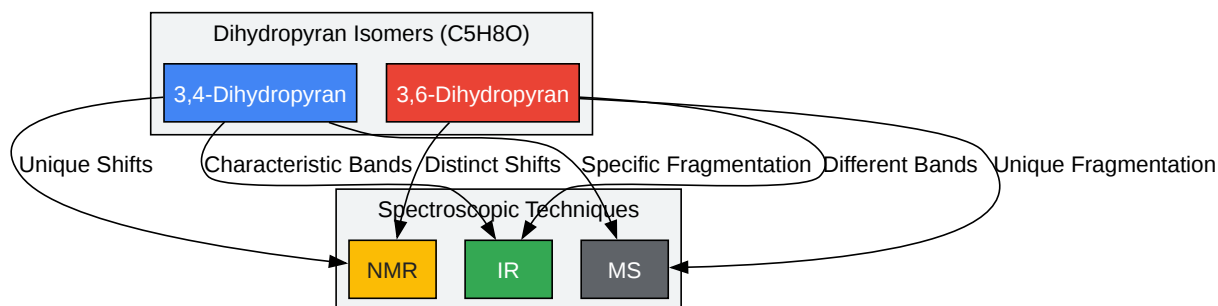 Dihydropyran Isomers (C5H8O)
3,4-Dihydropyran
3,6-Dihydropyran
Unique Shifts
Characteristic Bands
Distinct Shifts
Specific Fragmentation
Different Bands
Unique Fragmentation
Spectroscopic Techniques
NMR
IR
MS